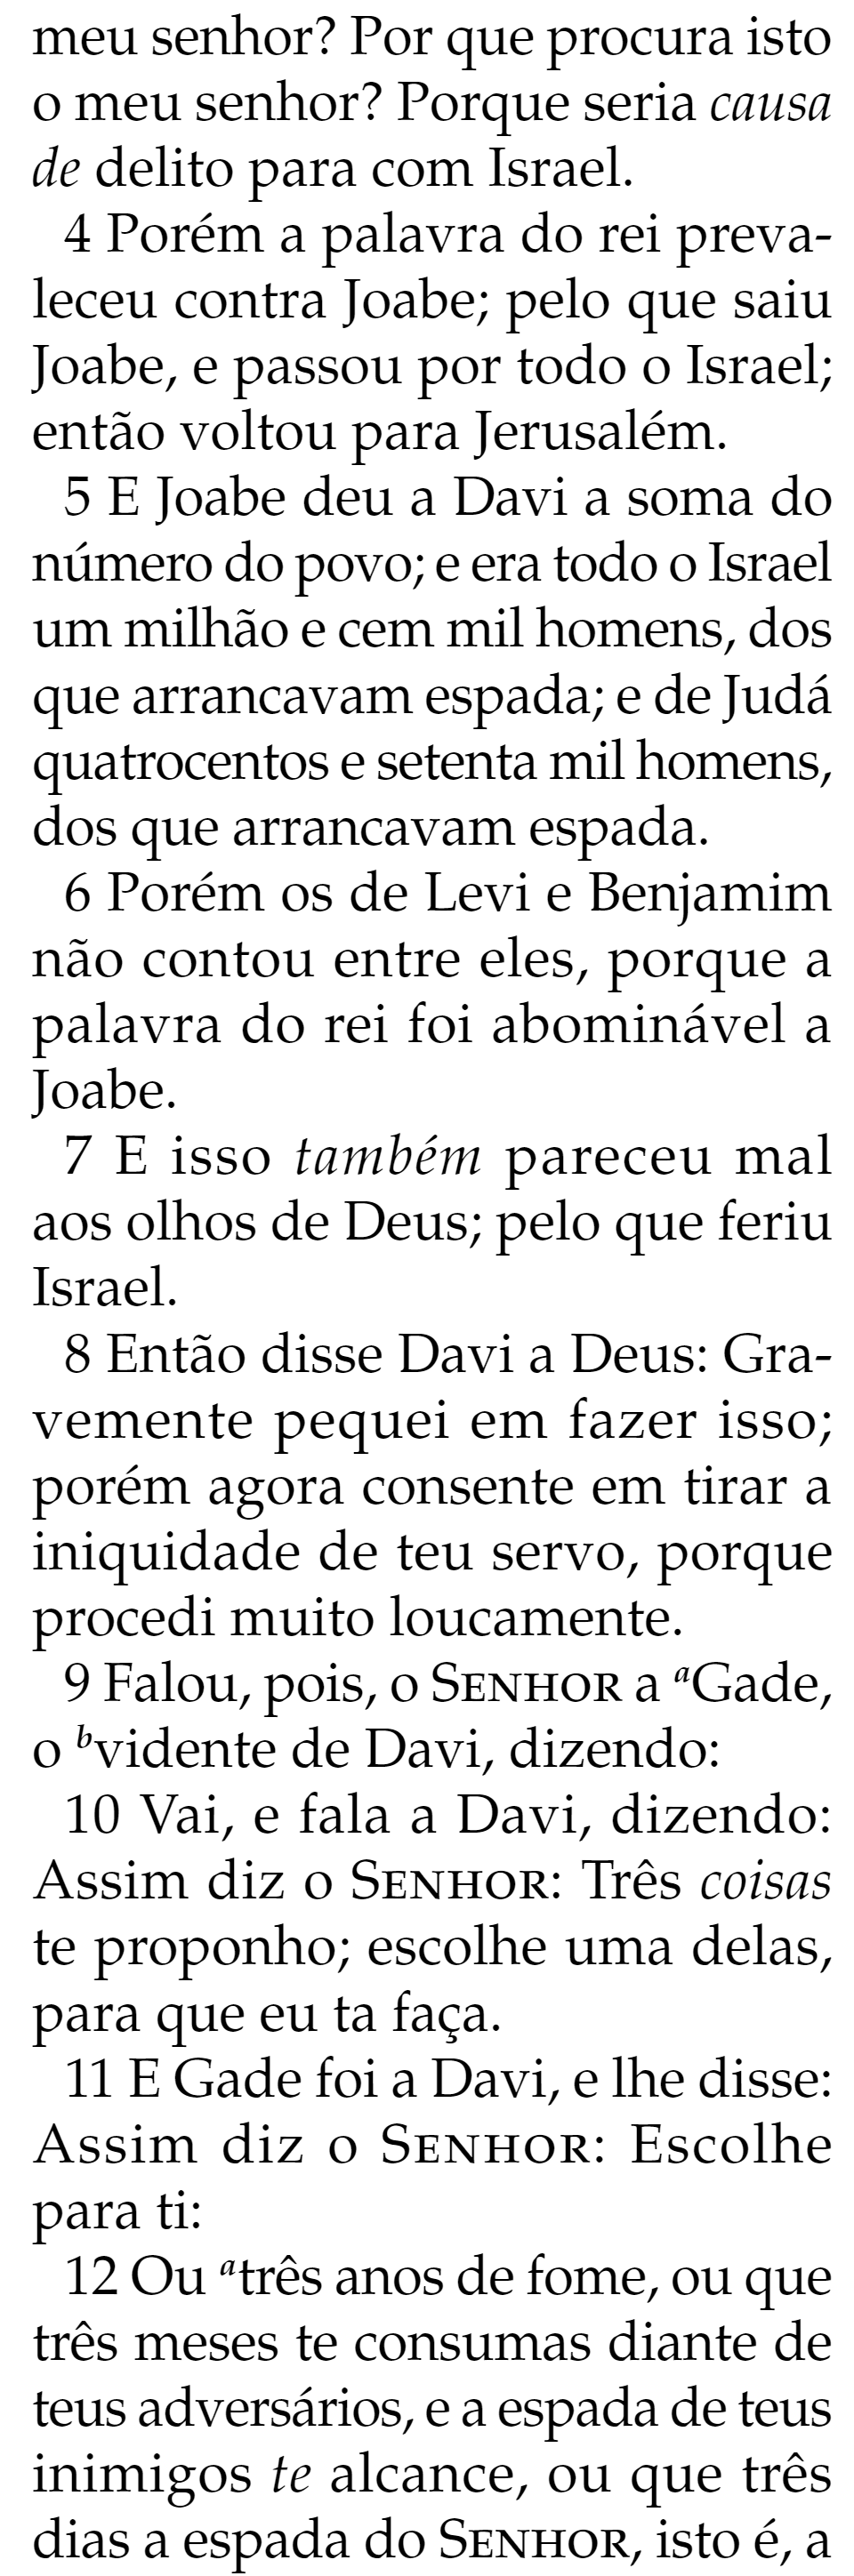 meu senhor? Por que procura isto
o meu senhor? Porque seria causa
de delito para com Israel.
4 Porém a palavra do rei preva-
leceu contra Joabe; pelo que saiu
Joabe, e passou por todo o Israel;
então voltou para Jerusalém.
5 E Joabe deu a Davi a soma do
número do povo; e era todo o Israel
um milhão e cem mil homens, dos
que arrancavam espada; e de Judá
quatrocentos e setenta mil homens,
dos que arrancavam espada.
6 Porém os de Levi e Benjamim
não contou entre eles, porque a
palavra do rei foi abominável a
Joabe.
7 E isso também pareceu mal
aos olhos de Deus; pelo que feriu
Israel.
8 Então disse Davi a Deus: Gra-
vemente pequei em fazer isso;
porém agora consente em tirar a
iniquidade de teu servo, porque
procedi muito loucamente.
9 Falou, pois, o SENHOR a aGade,
o bvidente de Davi, dizendo:
10 Vai, e fala a Davi, dizendo:
Assim diz o SENHOR: Três coisas
te proponho; escolhe uma delas,
para que eu ta faça.
11 E Gade foi a Davi, e lhe disse:
Assim diz o SENHOR: Escolhe
para ti:
12 Ou atrês anos de fome, ou que
três meses te consumas diante de
teus adversários, e a espada de teus
inimigos te alcance, ou que três
dias a espada do SENHOR, isto é, a